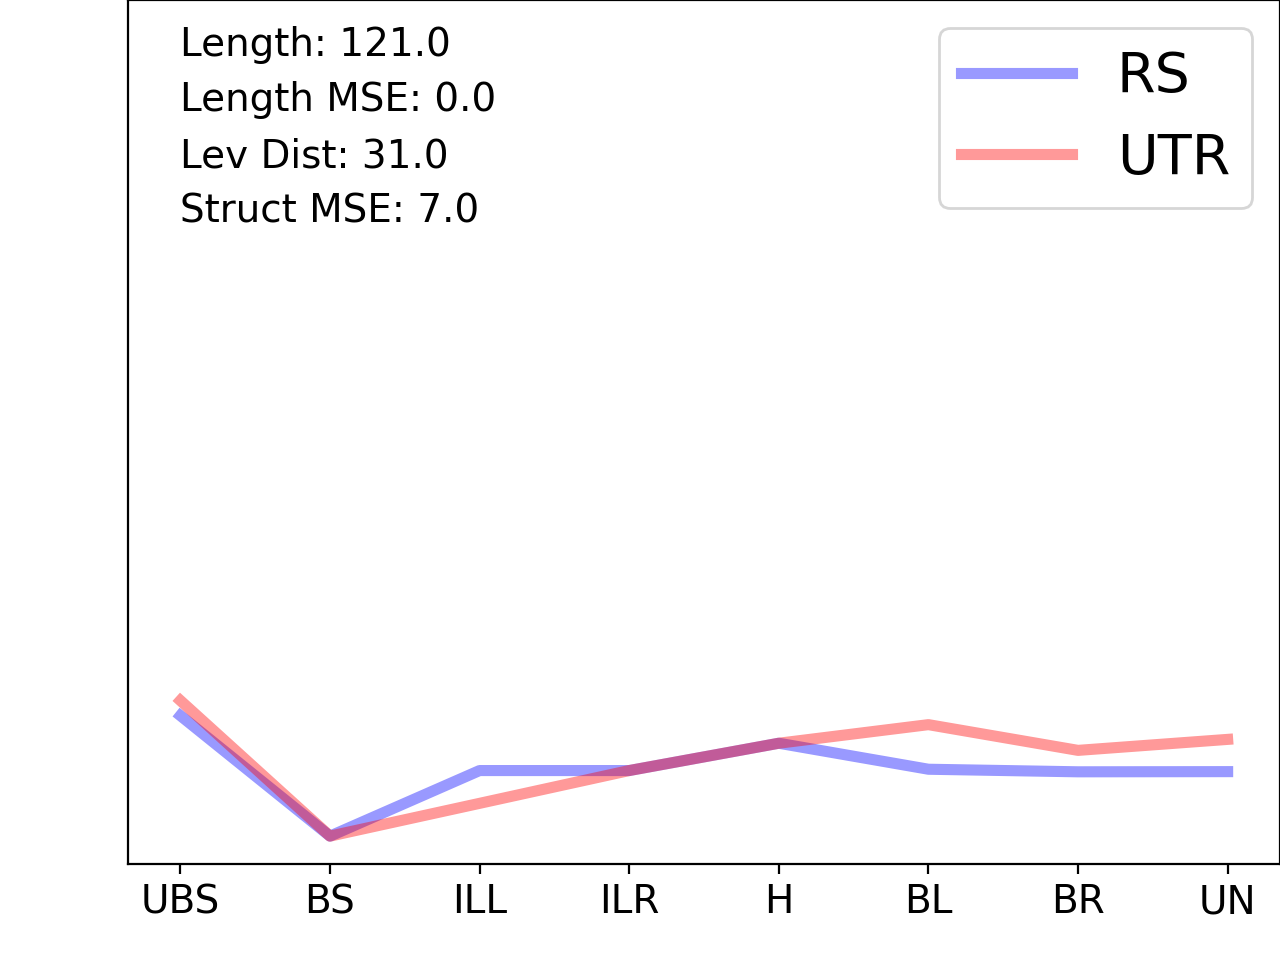 Length: 121.0
Length MSE: 0.0
Lev Dist: 31.0
Struct MSE: 7.0
RS
UTR
UBS BS ILL ILR H BL BR UN